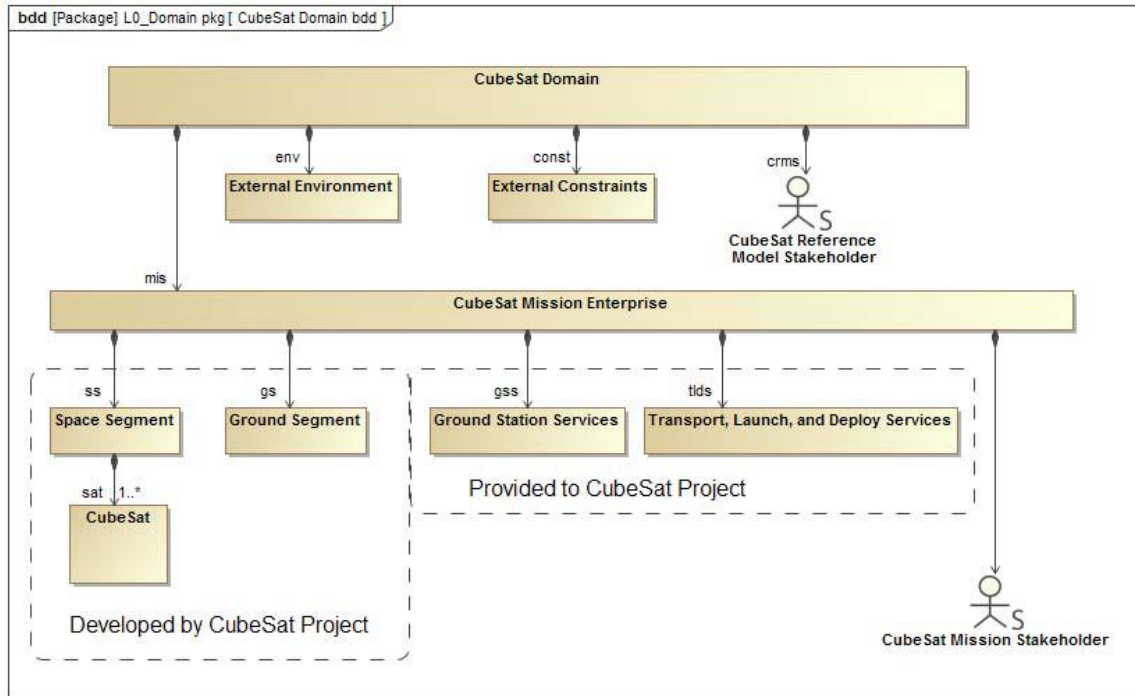 bdd [Package] L0_Domain pkg [ CubeSat Domain bdd ]
CubeSat Domain
env
const
crms
External Environment
External Constraints
S
CubeSat Reference
Model Stakeholder
mis
CubeSat Mission Enterprise
ss
gs
gss
tlds
Space Segment
Ground Segment
Ground Station Services
Transport, Launch, and Deploy Services
sat 1..*
Provided to CubeSat Project
CubeSat
Developed by CubeSat Project
S
CubeSat Mission Stakeholder